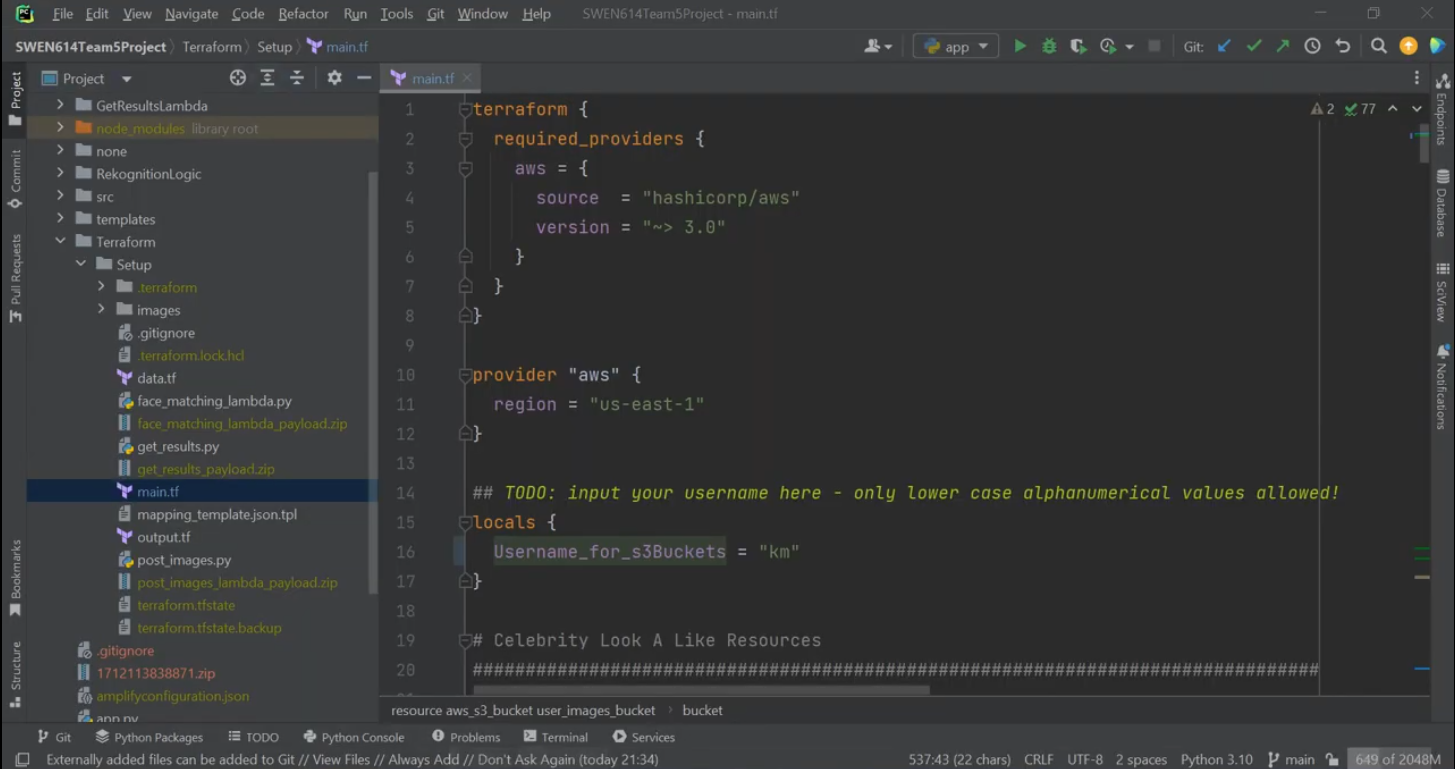 PC File Edit View Navigate Code Refactor Run Tools Git Window Help SWEN614Team5Project - main.tf
SWEN614Team5Project Terraform Setup main.tf app Git:
Project main.tf
GetResultsLambda
node_modules library root
none
RekognitionLogic
src
templates
Terraform
Setup
.terraform
images
.gitignore
.terraform.lock.hcl
data.tf
face_matching_lambda.py
face_matching_lambda_payload.zip
get_results.py
get_results_payload.zip
main.tf
mapping_template.json.tpl
output.tf
post_images.py
post_images_lambda_payload.zip
terraform.tfstate
terraform.tfstate.backup
.gitignore
1712113838871.zip
amplifyconfiguration.json
app.py
Project
Commit
Pull Requests
Bookmarks
Structure
1 terraform {
2 required_providers {
3 aws = {
4 source = "hashicorp/aws"
5 version = "~> 3.0"
6 }
7 }
8 }
9
10 provider "aws" {
11 region = "us-east-1"
12 }
13
14 ## TODO: input your username here - only lower case alphanumerical values allowed!
15 locals {
16 Username_for_s3Buckets = "km"
17 }
18
19 # Celebrity Look A Like Resources
20 ################################################################################
2 77
Endpoints
Database
SciView
Notifications
resource aws_s3_bucket user_images_bucket bucket
Git Python Packages TODO Python Console Problems Terminal Services
Externally added files can be added to Git // View Files // Always Add // Don't Ask Again (today 21:34) 537:43 (22 chars) CRLF UTF-8 2 spaces Python 3.10 main 649 of 2048M